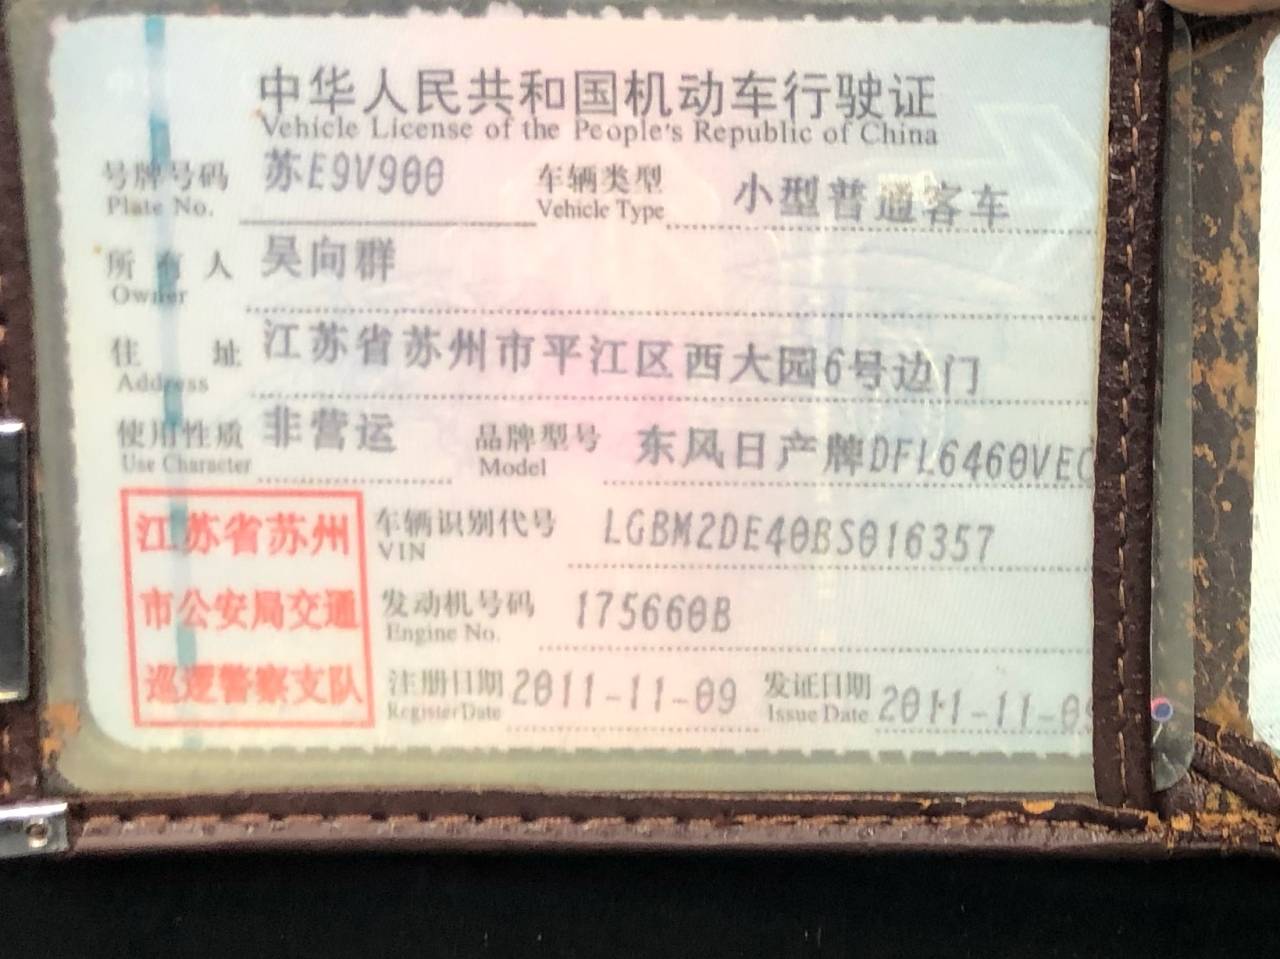 中华人民共和国机动车行驶证
Vehicle License of the People's Republic of China
号牌号码 苏E9V900 车辆类型 小型普通客车
Plate No. Vehicle Type
所有人 吴向群
Owner
住址 江苏省苏州市平江区西大园6号边门
Address
使用性质 非营运 品牌型号 东风日产牌DFL6460VEC
Use Character Model
江苏省苏州
市公安局交通
巡逻警察支队
车辆识别代号 LGBM2DE40BS016357
VIN
发动机号码 175660B
Engine No.
注册日期 2011-11-09 发证日期 2011-11-09
Register Date Issue Date